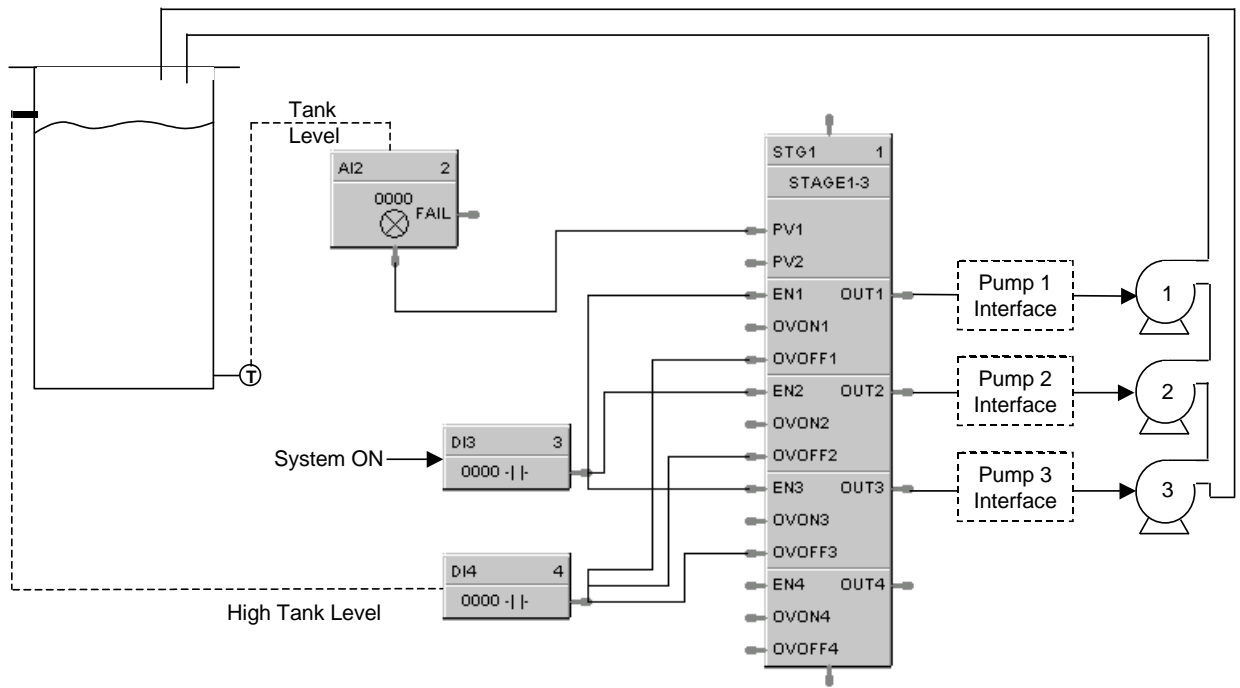 Tank
Level
AI2 2
0000
FAIL
STG1 1
STAGE1-3
PV1
PV2
EN1 OUT1
OVON1
OVOFF1
EN2 OUT2
OVON2
OVOFF2
EN3 OUT3
OVON3
OVOFF3
EN4 OUT4
OVON4
OVOFF4
Pump 1
Interface
1
Pump 2
Interface
2
Pump 3
Interface
3
T
System ON
DI3 3
0000 -| |-
DI4 4
0000 -| |-
High Tank Level